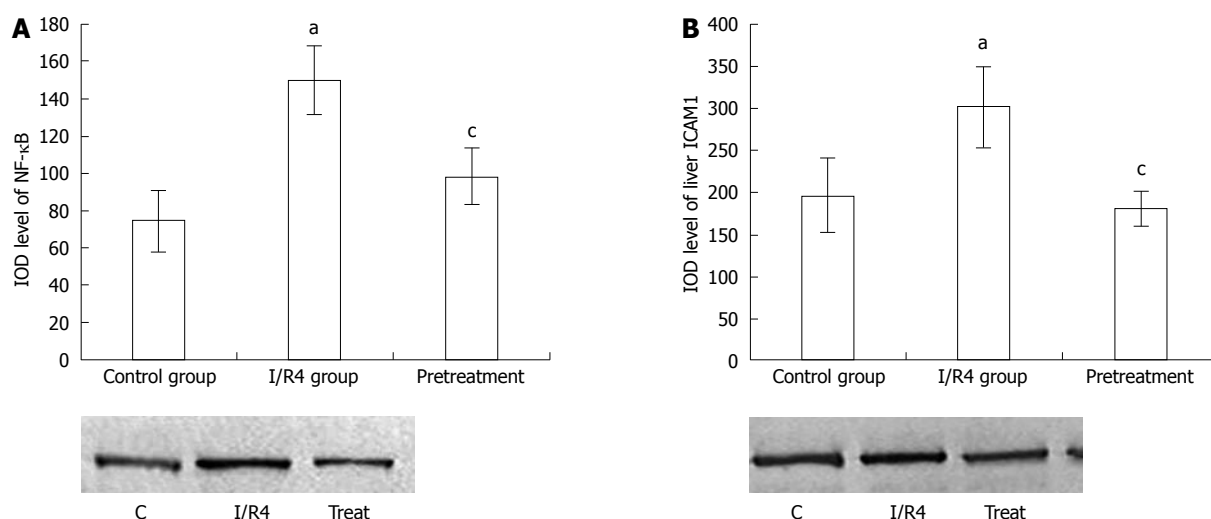 A
IOD level of NF-κB
180
160
140
120
100
80
60
40
20
0
a
c
Control group
I/R4 group
Pretreatment
C
I/R4
Treat
B
IOD level of liver ICAM1
400
350
300
250
200
150
100
50
0
a
c
Control group
I/R4 group
Pretreatment
C
I/R4
Treat